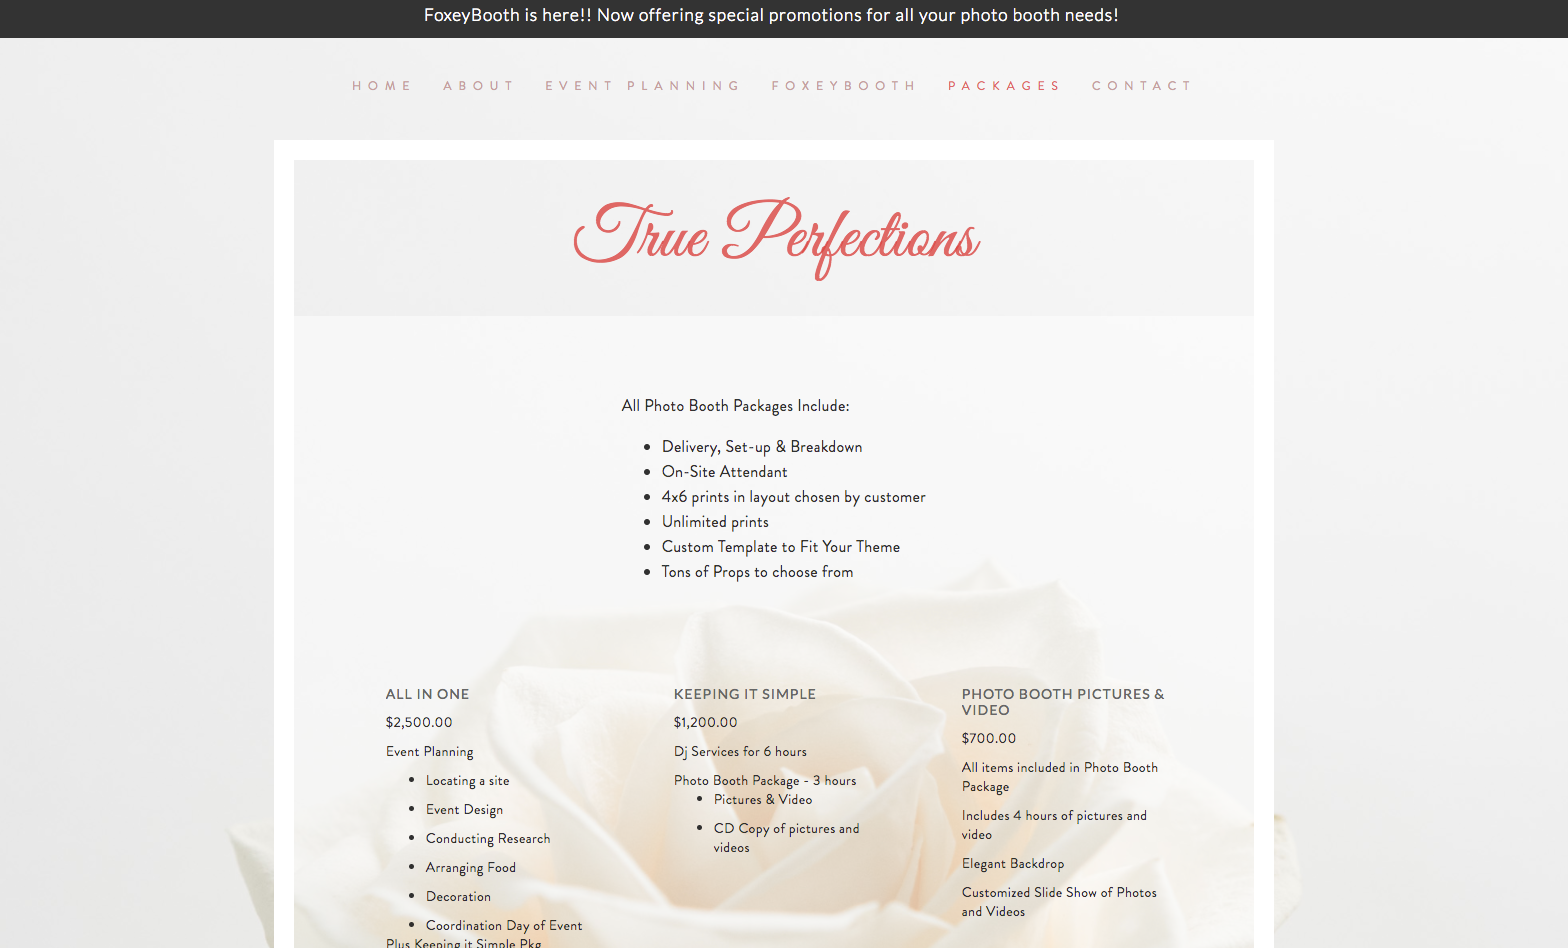 FoxeyBooth is here!! Now offering special promotions for all your photo booth needs!
HOME ABOUT EVENT PLANNING FOXEYBOOTH PACKAGES CONTACT
True Perfections
All Photo Booth Packages Include:
Delivery, Set-up & Breakdown
On-Site Attendant
4x6 prints in layout chosen by customer
Unlimited prints
Custom Template to Fit Your Theme
Tons of Props to choose from
ALL IN ONE
$2,500.00
Event Planning
Locating a site
Event Design
Conducting Research
Arranging Food
Decoration
Coordination Day of Event
Plus Keeping it Simple Pkg
KEEPING IT SIMPLE
$1,200.00
Dj Services for 6 hours
Photo Booth Package - 3 hours
Pictures & Video
CD Copy of pictures and
videos
PHOTO BOOTH PICTURES &
VIDEO
$700.00
All items included in Photo Booth
Package
Includes 4 hours of pictures and
video
Elegant Backdrop
Customized Slide Show of Photos
and Videos